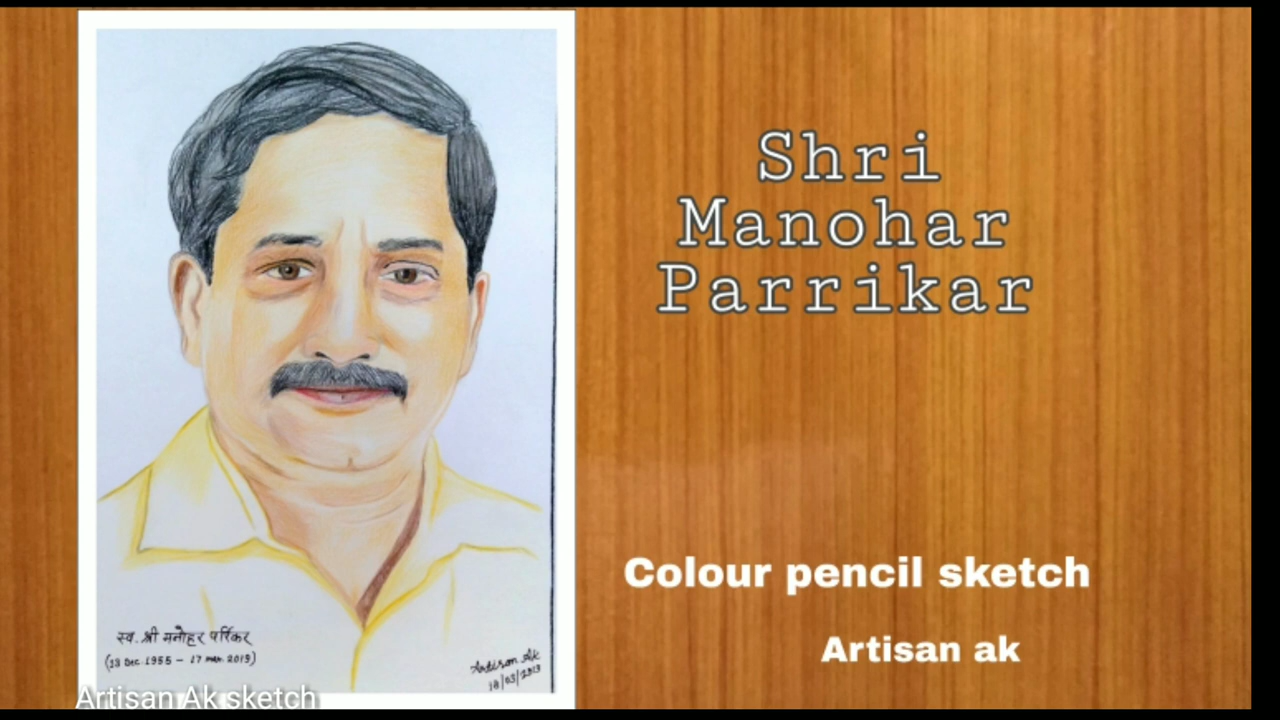 Shri
Manohar
Parrikar
Colour pencil sketch
Artisan ak
स्व. श्री मनोहर पर्रिकर
(13 Dec. 1955 - 17 mar. 2019)
Artison Ak
18/03/2019
Artisan Ak sketch